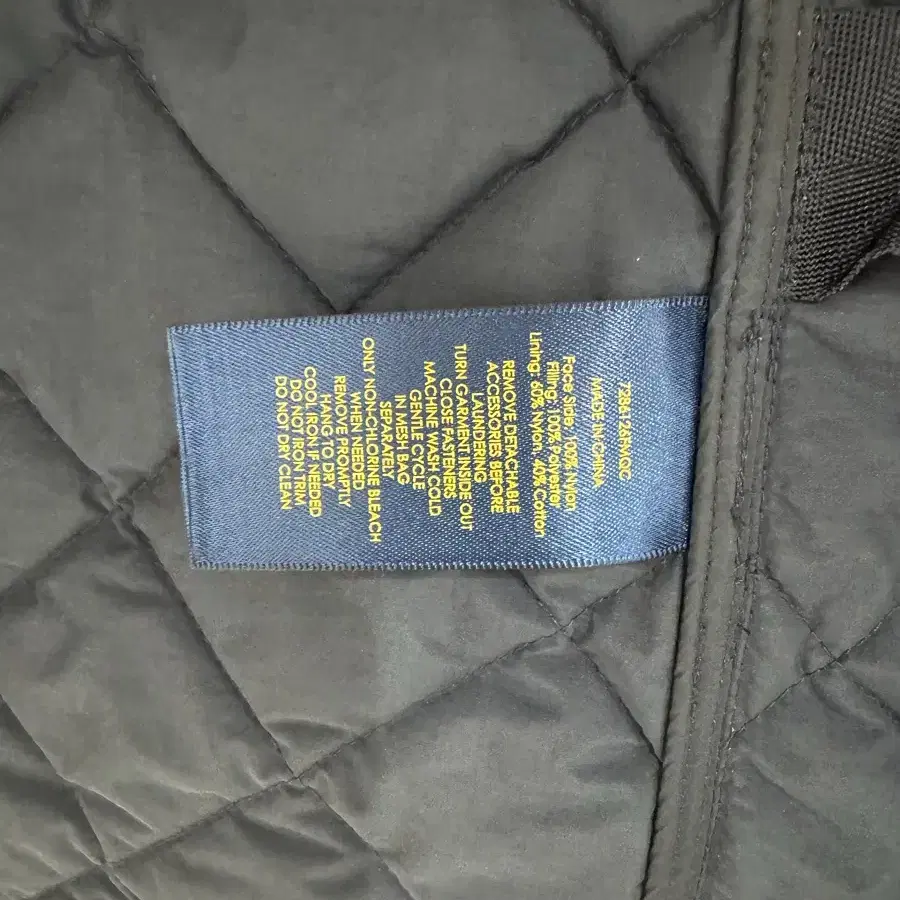 728126FMQC
MADE IN CHINA
Face Side: 100% Nylon
Filling: 100% Polyester
Lining: 60% Nylon, 40% Cotton
REMOVE DETACHABLE
ACCESSORIES BEFORE
LAUNDERING
TURN GARMENT INSIDE OUT
CLOSE FASTENERS
MACHINE WASH COLD
GENTLE CYCLE
IN MESH BAG
SEPARATELY
ONLY NON-CHLORINE BLEACH
WHEN NEEDED
REMOVE PROMPTLY
HANG TO DRY
COOL IRON IF NEEDED
DO NOT IRON TRIM
DO NOT DRY CLEAN